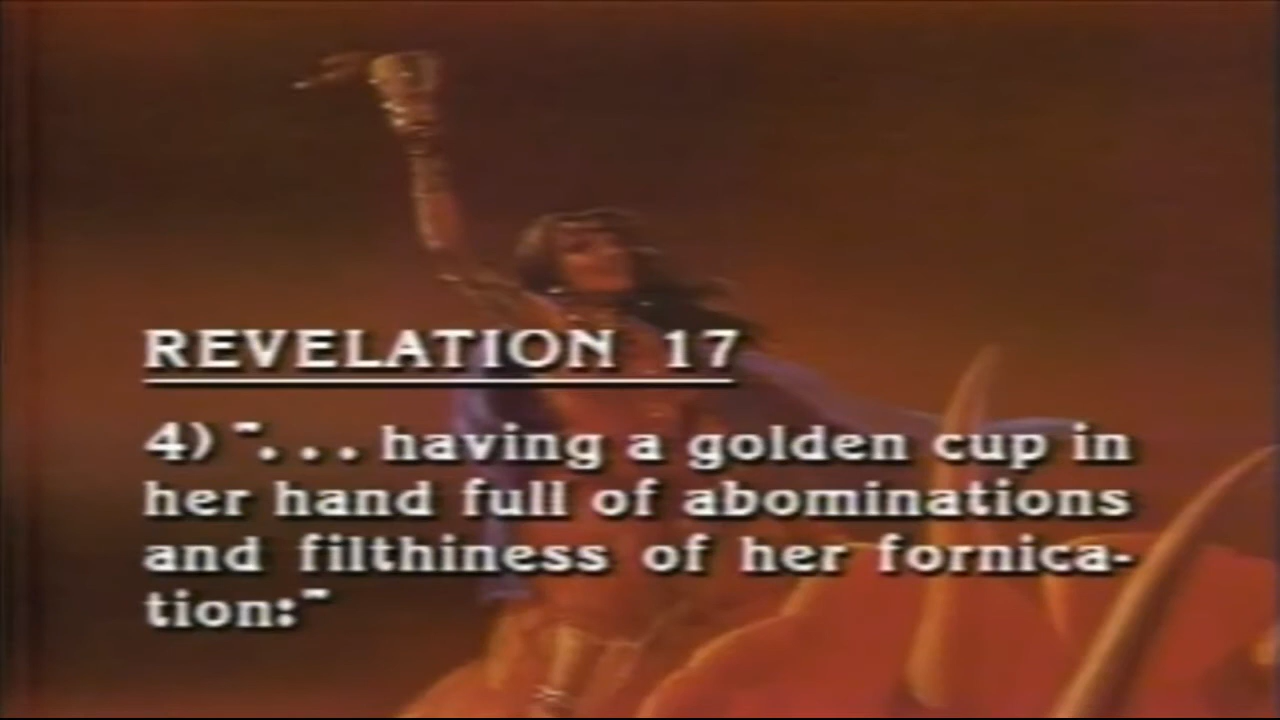 REVELATION 17
4) "... having a golden cup in
her hand full of abominations
and filthiness of her fornica-
tion:"